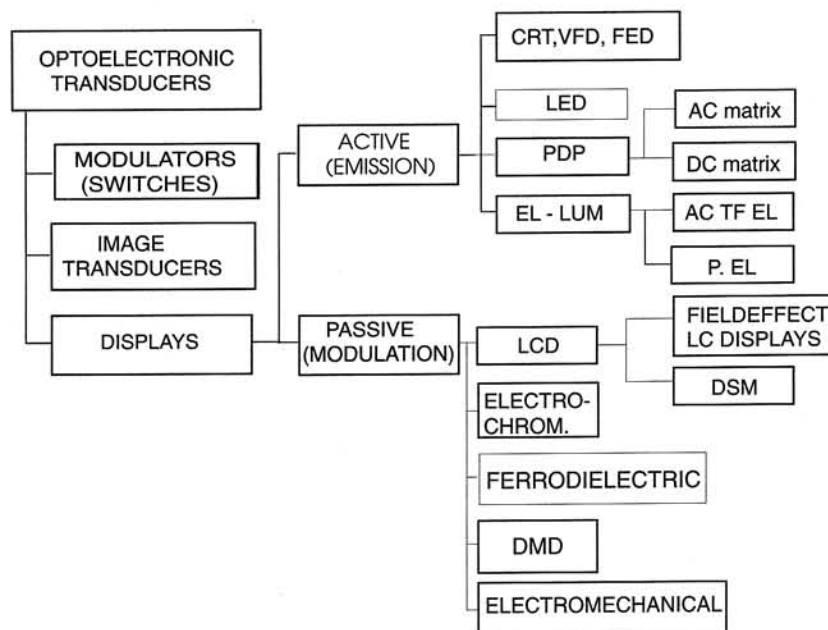 OPTOELECTRONIC
TRANSDUCERS
MODULATORS
(SWITCHES)
IMAGE
TRANSDUCERS
DISPLAYS
ACTIVE
(EMISSION)
PASSIVE
(MODULATION)
CRT,VFD, FED
LED
PDP
EL - LUM
AC matrix
DC matrix
AC TF EL
P. EL
LCD
ELECTRO-
CHROM.
FERRODIELECTRIC
DMD
ELECTROMECHANICAL
FIELDEFFECT
LC DISPLAYS
DSM